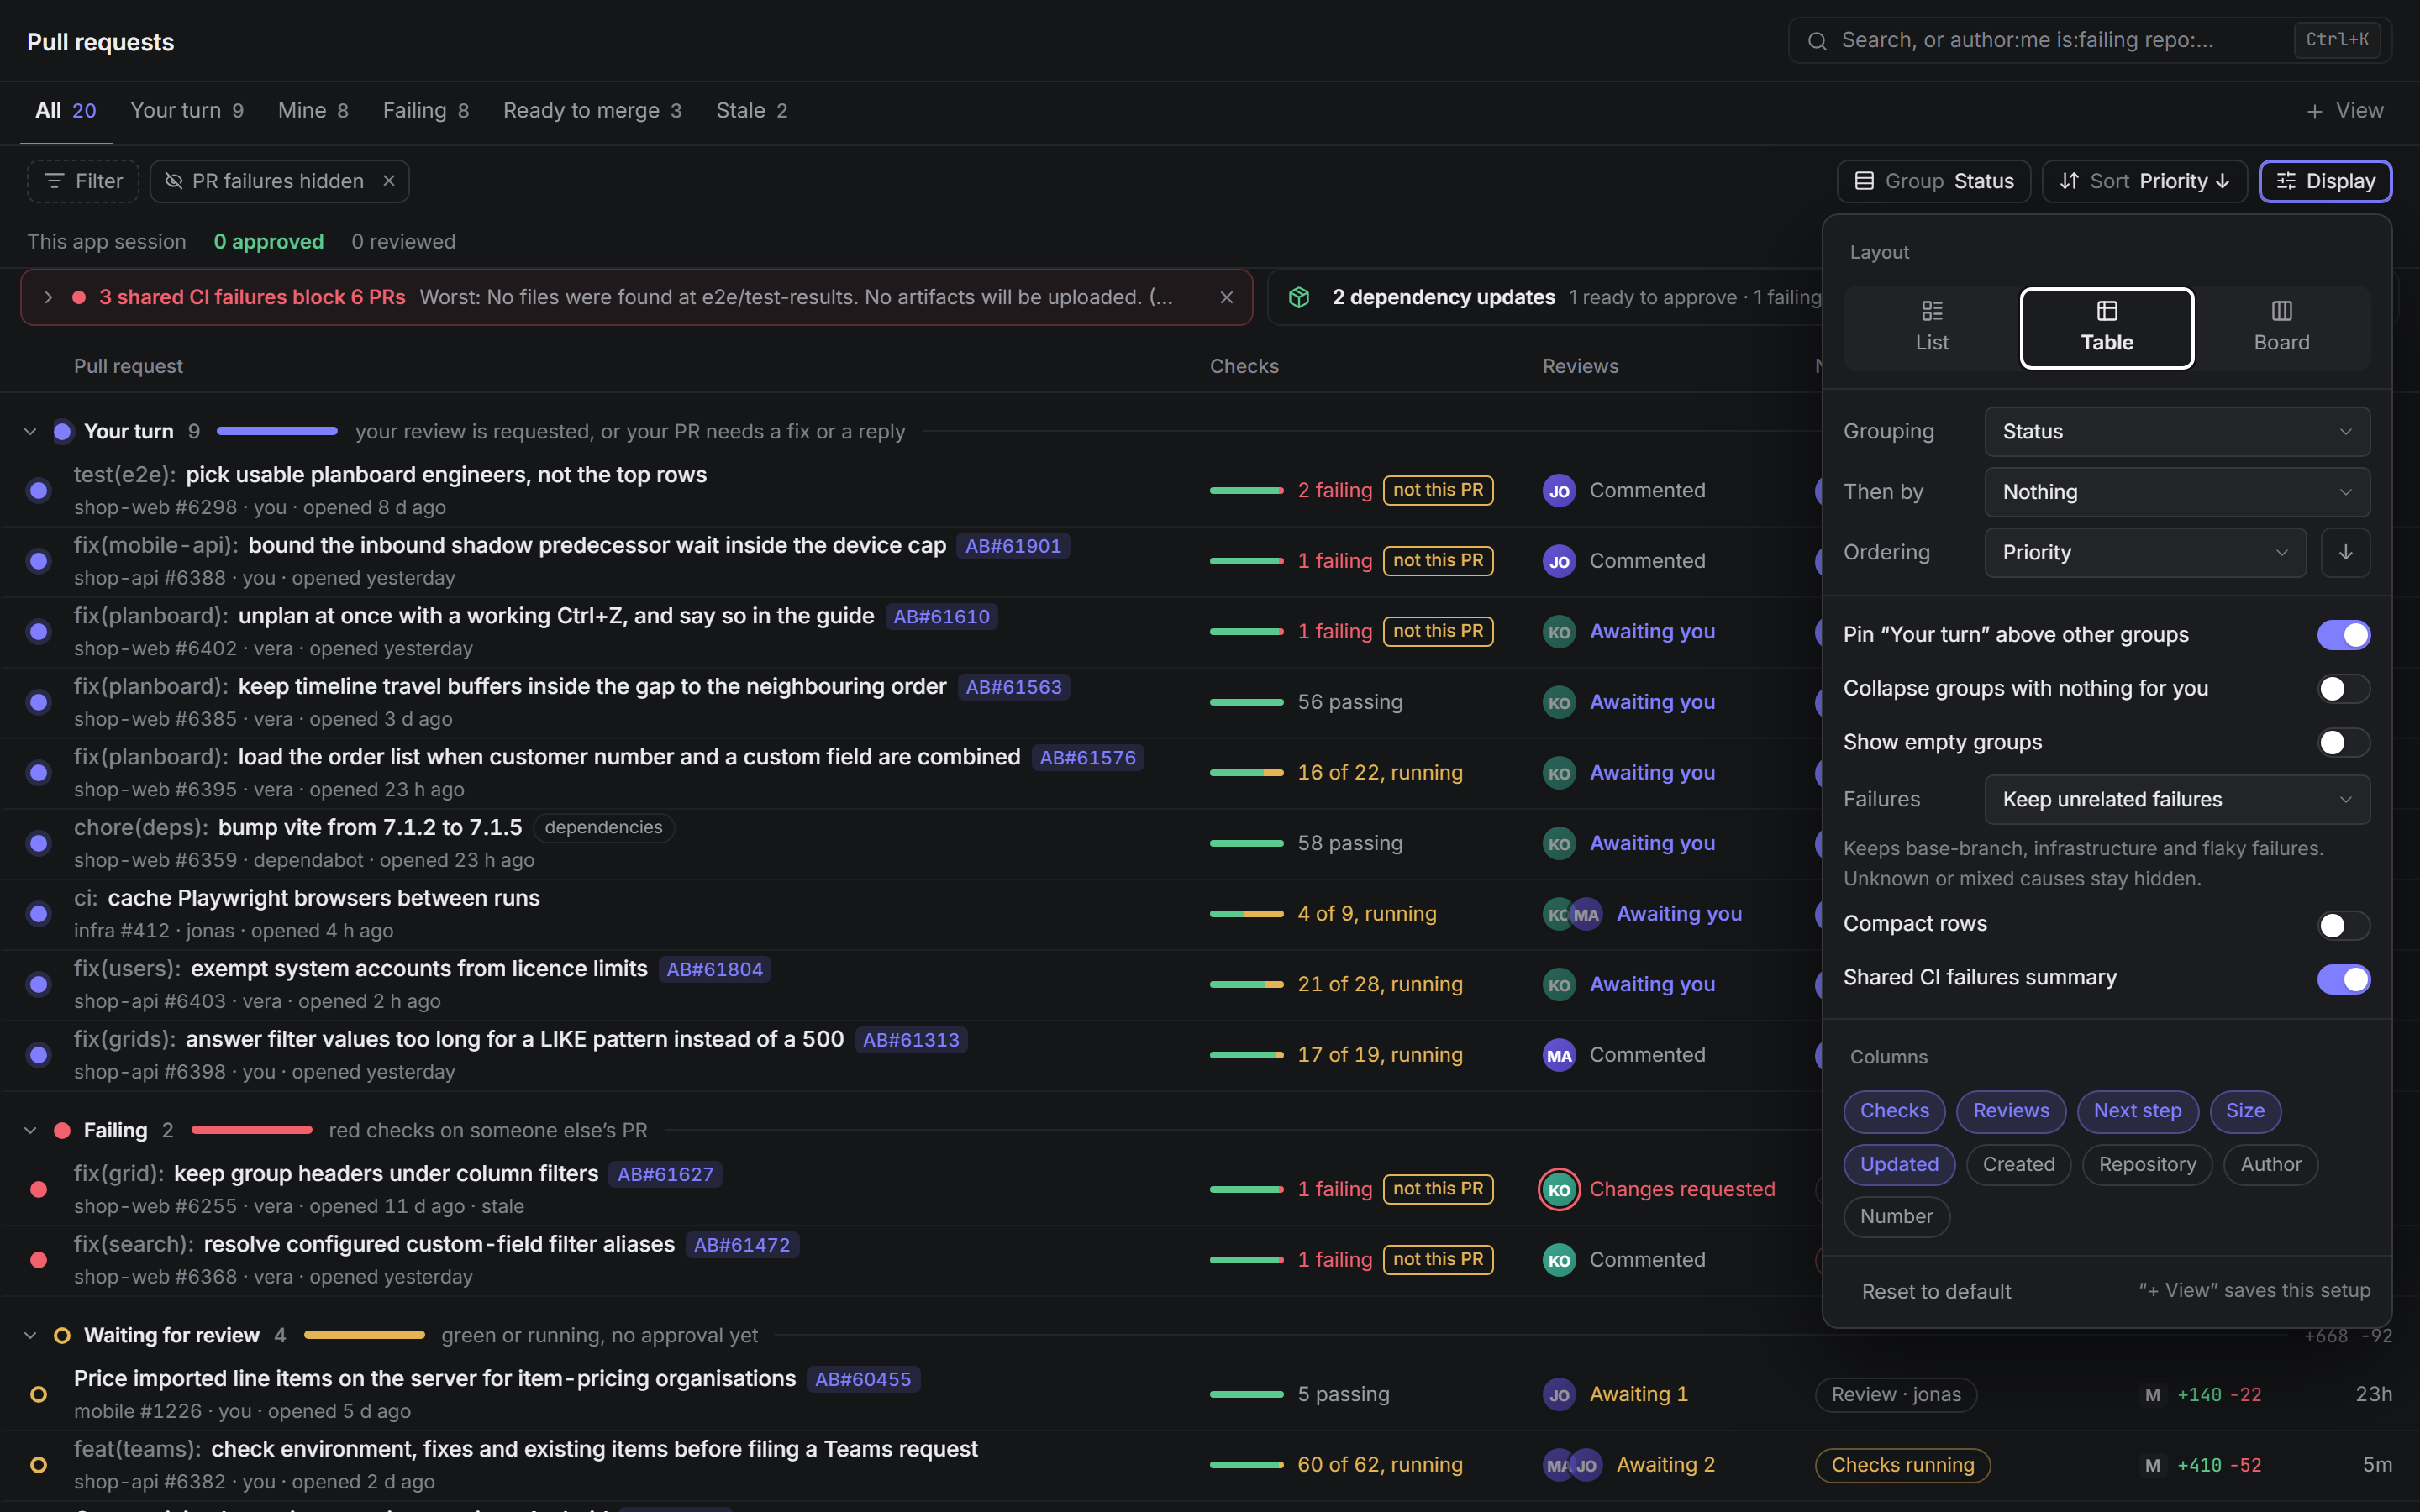 Pull requests
Search, or author:me is:failing repo:...
Ctrl+K
All 20
Your turn 9
Mine 8
Failing 8
Ready to merge 3
Stale 2
+ View
Filter
PR failures hidden
Group Status
Sort Priority ↓
Display
This app session 0 approved 0 reviewed
3 shared CI failures block 6 PRs Worst: No files were found at e2e/test-results. No artifacts will be uploaded. (...
2 dependency updates 1 ready to approve · 1 failing
Pull request
Checks
Reviews
Your turn 9 your review is requested, or your PR needs a fix or a reply
test(e2e): pick usable planboard engineers, not the top rows
shop-web #6298 · you · opened 8 d ago
2 failing not this PR
JO Commented
fix(mobile-api): bound the inbound shadow predecessor wait inside the device cap AB#61901
shop-api #6388 · you · opened yesterday
1 failing not this PR
JO Commented
fix(planboard): unplan at once with a working Ctrl+Z, and say so in the guide AB#61610
shop-web #6402 · vera · opened yesterday
1 failing not this PR
KO Awaiting you
fix(planboard): keep timeline travel buffers inside the gap to the neighbouring order AB#61563
shop-web #6385 · vera · opened 3 d ago
56 passing
KO Awaiting you
fix(planboard): load the order list when customer number and a custom field are combined AB#61576
shop-web #6395 · vera · opened 23 h ago
16 of 22, running
KO Awaiting you
chore(deps): bump vite from 7.1.2 to 7.1.5 dependencies
shop-web #6359 · dependabot · opened 23 h ago
58 passing
KO Awaiting you
ci: cache Playwright browsers between runs
infra #412 · jonas · opened 4 h ago
4 of 9, running
KO MA Awaiting you
fix(users): exempt system accounts from licence limits AB#61804
shop-api #6403 · vera · opened 2 h ago
21 of 28, running
KO Awaiting you
fix(grids): answer filter values too long for a LIKE pattern instead of a 500 AB#61313
shop-api #6398 · you · opened yesterday
17 of 19, running
MA Commented
Failing 2 red checks on someone else's PR
fix(grid): keep group headers under column filters AB#61627
shop-web #6255 · vera · opened 11 d ago · stale
1 failing not this PR
KO Changes requested
fix(search): resolve configured custom-field filter aliases AB#61472
shop-web #6368 · vera · opened yesterday
1 failing not this PR
KO Commented
Waiting for review 4 green or running, no approval yet
+668 -92
Price imported line items on the server for item-pricing organisations AB#60455
mobile #1226 · you · opened 5 d ago
5 passing
JO Awaiting 1
Review · jonas
M +140 -22
23h
feat(teams): check environment, fixes and existing items before filing a Teams request
shop-api #6382 · you · opened 2 d ago
60 of 62, running
MA JO Awaiting 2
Checks running
M +410 -52
5m
Layout
List
Table
Board
Grouping Status
Then by Nothing
Ordering Priority ↓
Pin “Your turn” above other groups
Collapse groups with nothing for you
Show empty groups
Failures Keep unrelated failures
Keeps base-branch, infrastructure and flaky failures.
Unknown or mixed causes stay hidden.
Compact rows
Shared CI failures summary
Columns
Checks Reviews Next step Size
Updated Created Repository Author
Number
Reset to default
“+ View” saves this setup